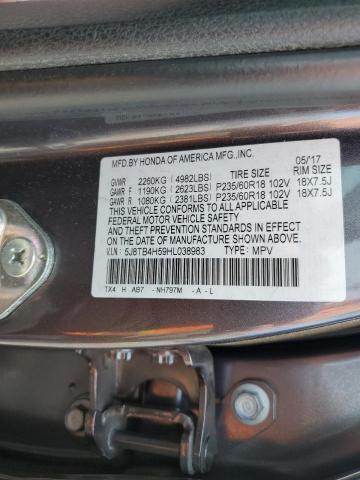 MFD.BY HONDA OF AMERICA MFG.,INC. 05/17
GVWR 2260KG (4982LBS) TIRE SIZE RIM SIZE
GAWR F 1190KG (2623LBS) P235/60R18 102V 18X7.5J
GAWR R 1080KG (2381LBS) P235/60R18 102V 18X7.5J
THIS VEHICLE CONFORMS TO ALL APPLICABLE
FEDERAL MOTOR VEHICLE SAFETY
AND THEFT PREVENTION STANDARDS IN EFFECT
ON THE DATE OF MANUFACTURE SHOWN ABOVE.
V.I.N: 5J8TB4H59HL038983 TYPE: MPV
TX4 H AB7 -NH797M -A -L